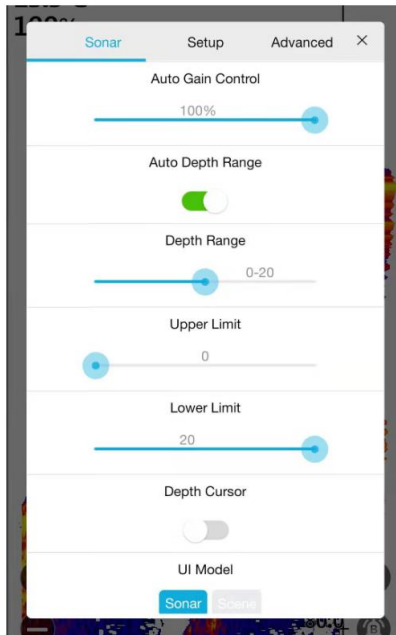 Sonar Setup Advanced ×
Auto Gain Control
100%
Auto Depth Range
Depth Range
0-20
Upper Limit
0
Lower Limit
20
Depth Cursor
UI Model
Sonar Scene
B